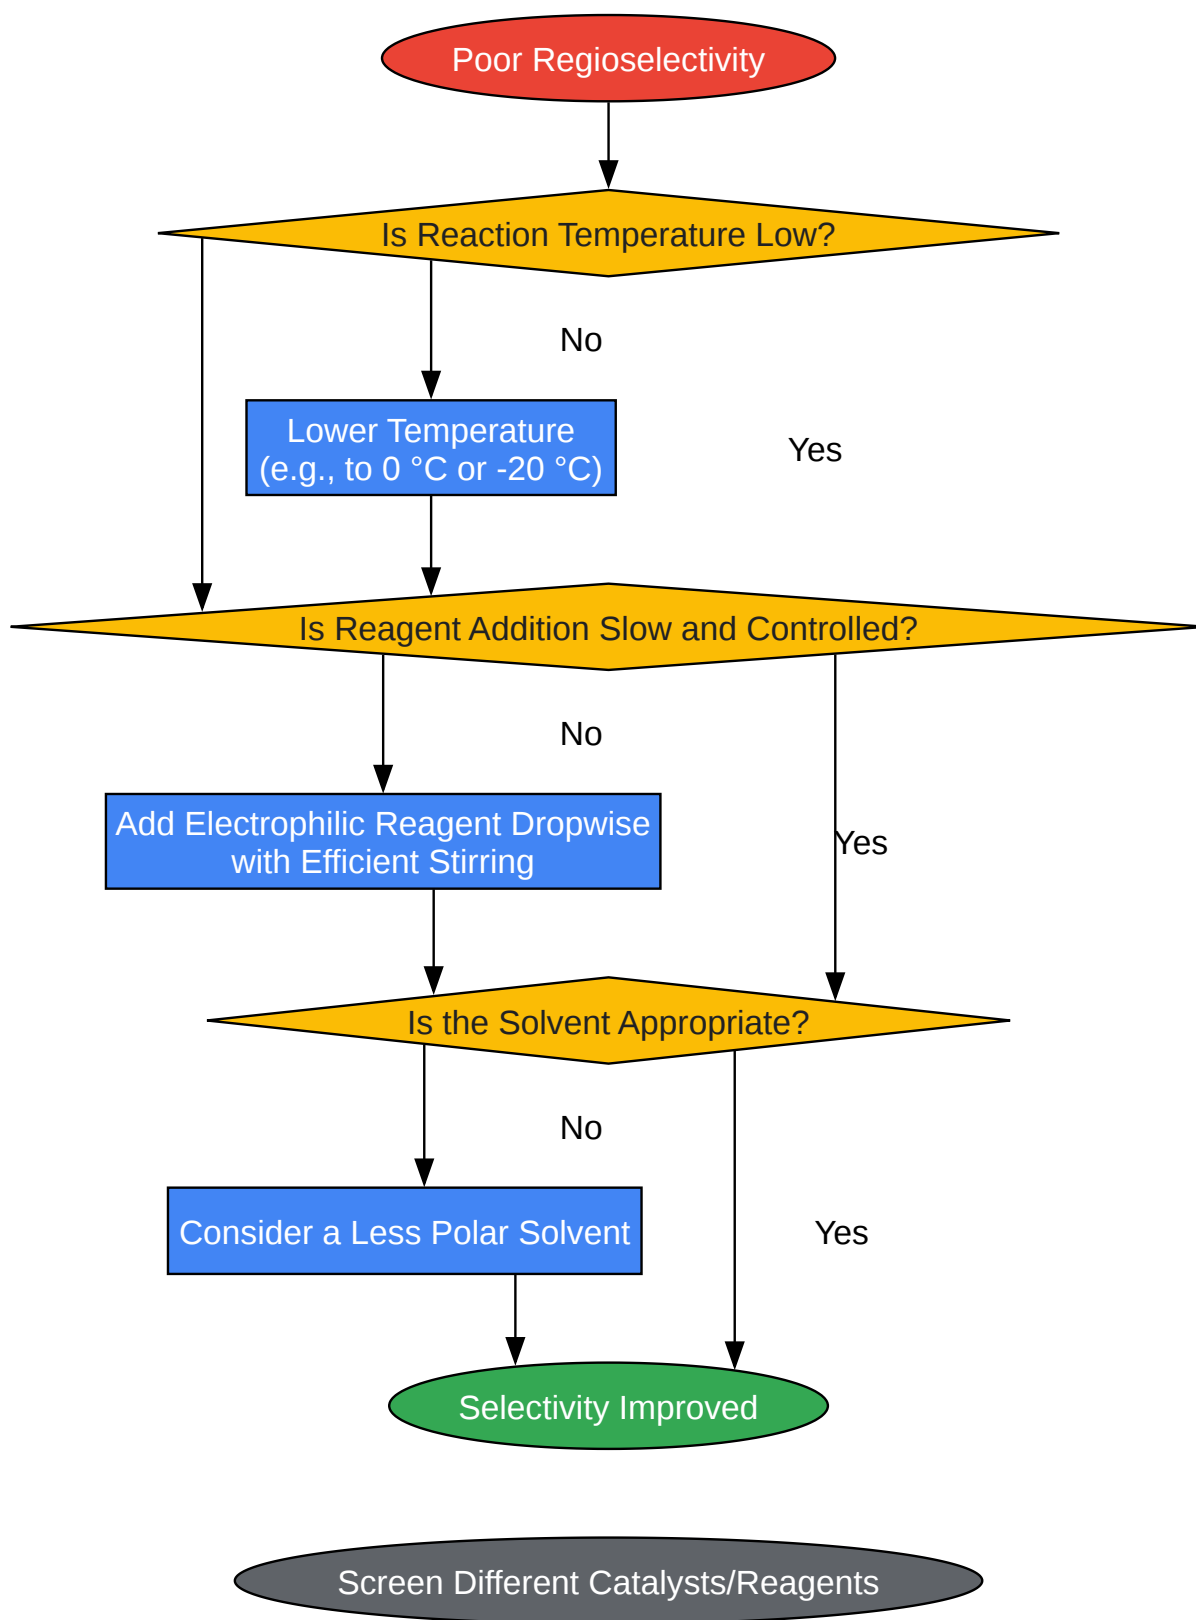 Poor Regioselectivity
Is Reaction Temperature Low?
No
Lower Temperature
(e.g., to 0 °C or -20 °C)
Yes
Is Reagent Addition Slow and Controlled?
No
Add Electrophilic Reagent Dropwise
with Efficient Stirring
Yes
Is the Solvent Appropriate?
No
Consider a Less Polar Solvent
Yes
Selectivity Improved
Screen Different Catalysts/Reagents